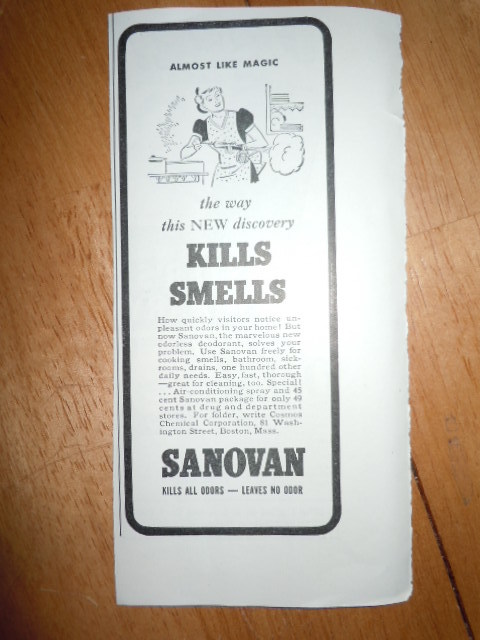 ALMOST LIKE MAGIC
the way
this NEW discovery
KILLS
SMELLS
How quickly visitors notice un-
pleasant odors in your home! But
now Sanovan, the marvelous new
odorless deodorant, solves your
problem. Use Sanovan freely for
cooking smells, bathroom, sick-
rooms, drains, one hundred other
daily needs. Easy, fast, thorough
—great for cleaning, too. Special!
... Air-conditioning spray and 45
cent Sanovan package for only 49
cents at drug and department
stores. For folder, write Cosmos
Chemical Corporation, 81 Wash-
ington Street, Boston, Mass.
SANOVAN
KILLS ALL ODORS — LEAVES NO ODOR